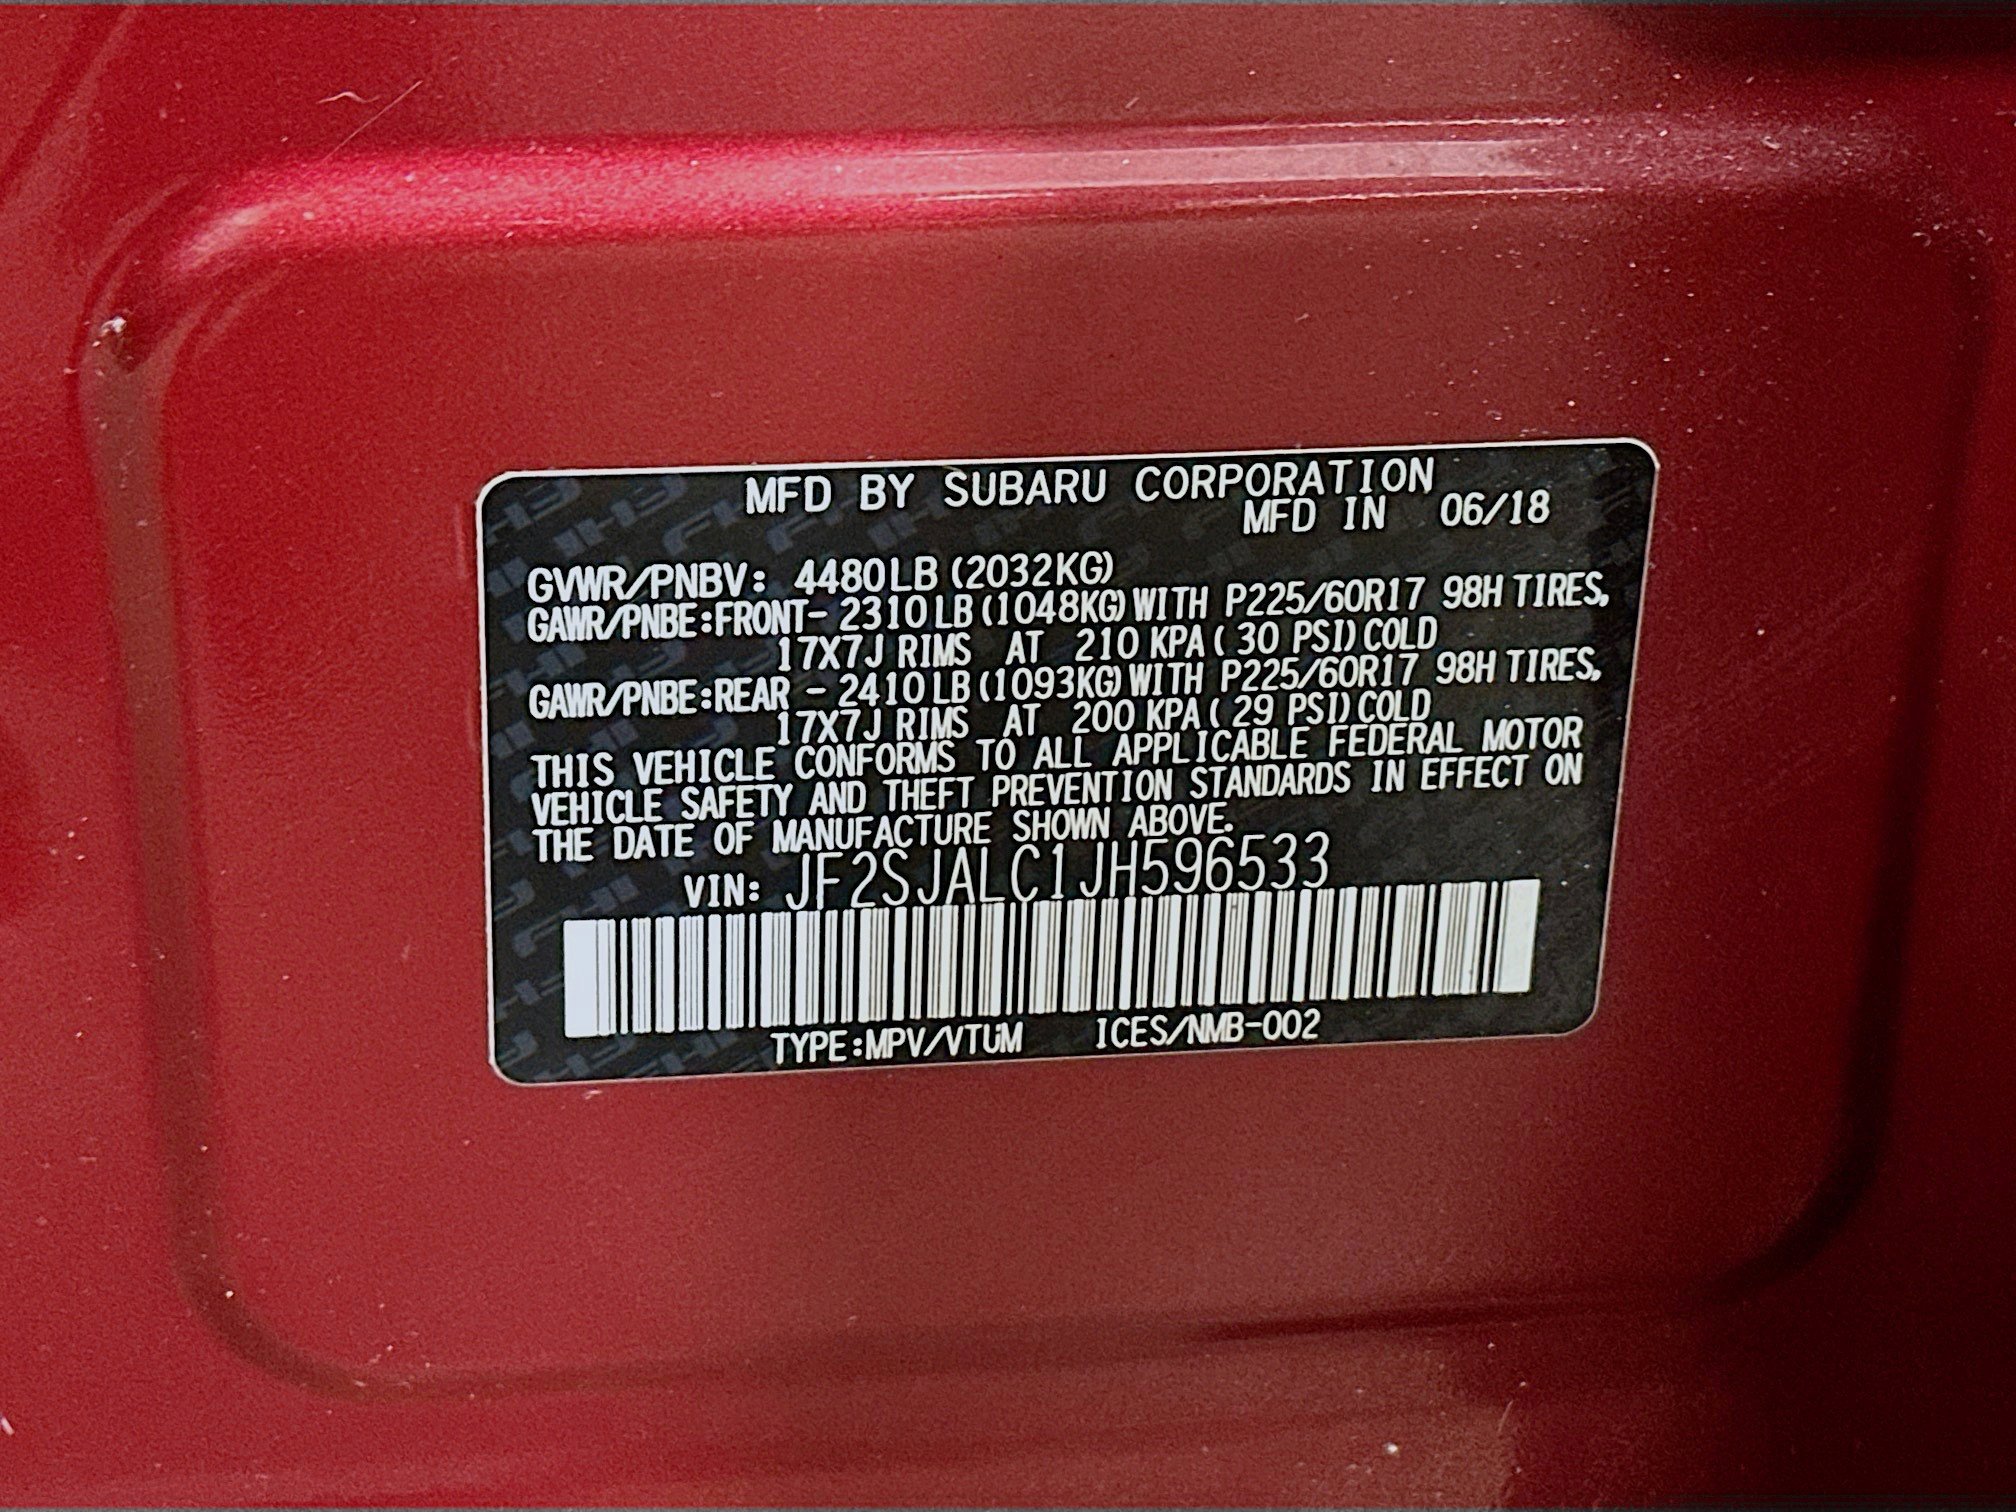 MFD BY SUBARU CORPORATION
MFD IN 06/18
GVWR/PNBV: 4480LB (2032KG)
GAWR/PNBE:FRONT- 2310LB (1048KG) WITH P225/60R17 98H TIRES,
17X7J RIMS AT 210 KPA ( 30 PSI) COLD
GAWR/PNBE:REAR - 2410LB (1093KG) WITH P225/60R17 98H TIRES,
17X7J RIMS AT 200 KPA ( 29 PSI) COLD
THIS VEHICLE CONFORMS TO ALL APPLICABLE FEDERAL MOTOR
VEHICLE SAFETY AND THEFT PREVENTION STANDARDS IN EFFECT ON
THE DATE OF MANUFACTURE SHOWN ABOVE.
VIN: JF2SJALC1JH596533
TYPE:MPV/VTUM ICES/NMB-002